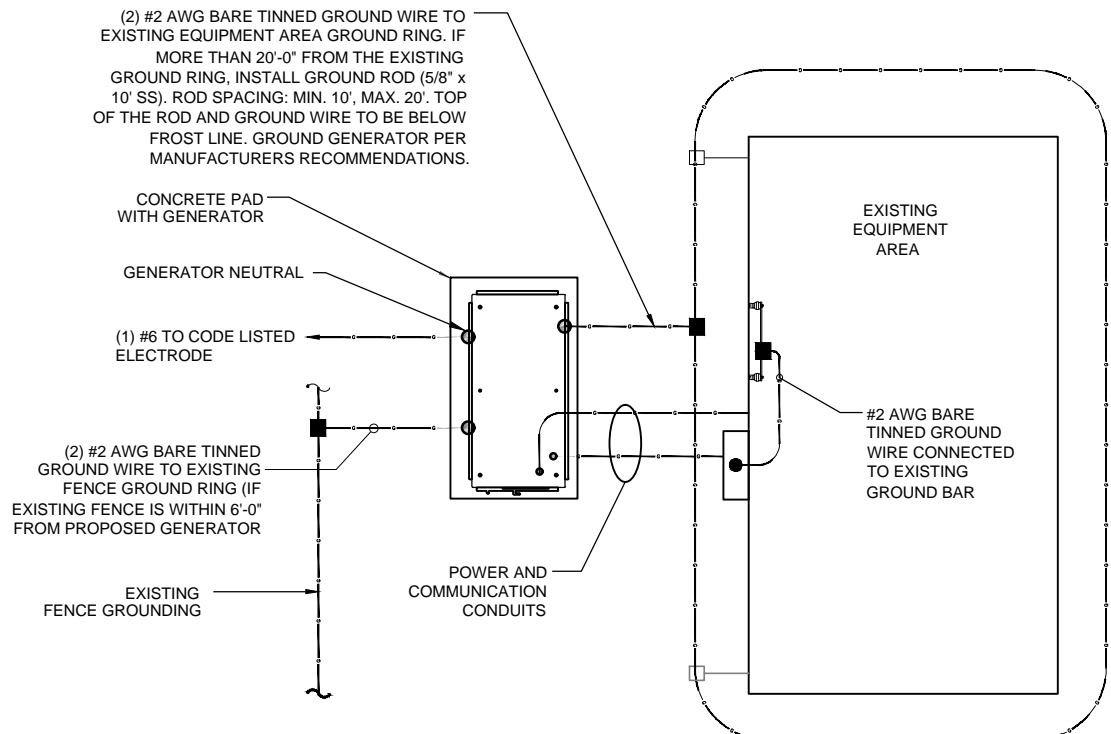 (2) #2 AWG BARE TINNED GROUND WIRE TO
EXISTING EQUIPMENT AREA GROUND RING. IF
MORE THAN 20'-0" FROM THE EXISTING
GROUND RING, INSTALL GROUND ROD (5/8" x
10' SS). ROD SPACING: MIN. 10', MAX. 20'. TOP
OF THE ROD AND GROUND WIRE TO BE BELOW
FROST LINE. GROUND GENERATOR PER
MANUFACTURERS RECOMMENDATIONS.
CONCRETE PAD
WITH GENERATOR
GENERATOR NEUTRAL
(1) #6 TO CODE LISTED
ELECTRODE
(2) #2 AWG BARE TINNED
GROUND WIRE TO EXISTING
FENCE GROUND RING (IF
EXISTING FENCE IS WITHIN 6'-0"
FROM PROPOSED GENERATOR
EXISTING
FENCE GROUNDING
POWER AND
COMMUNICATION
CONDUITS
EXISTING
EQUIPMENT
AREA
#2 AWG BARE
TINNED GROUND
WIRE CONNECTED
TO EXISTING
GROUND BAR